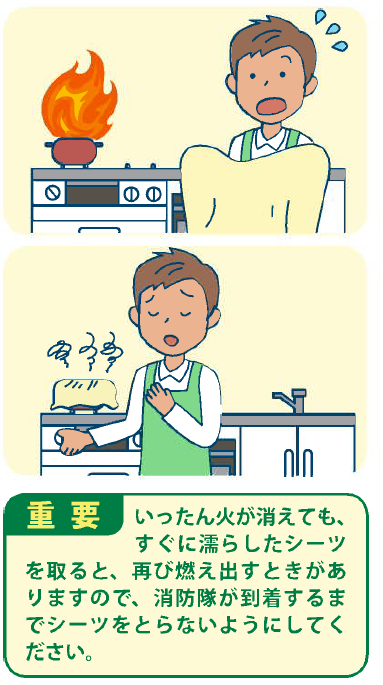 重要
いったん火が消えても、
すぐに濡らしたシーツ
を取ると、再び燃え出すときがあ
りますので、消防隊が到着するま
でシーツをとらないようにしてく
ださい。